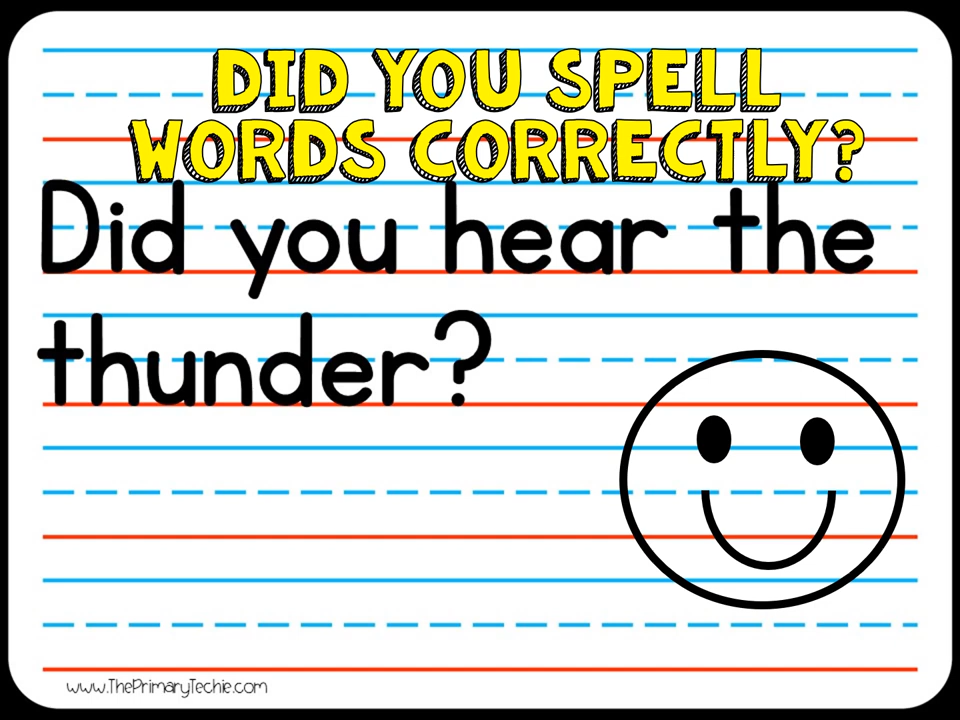 DID YOU SPELL
WORDS CORRECTLY?
Did you hear the
thunder?
www.ThePrimaryTechie.com